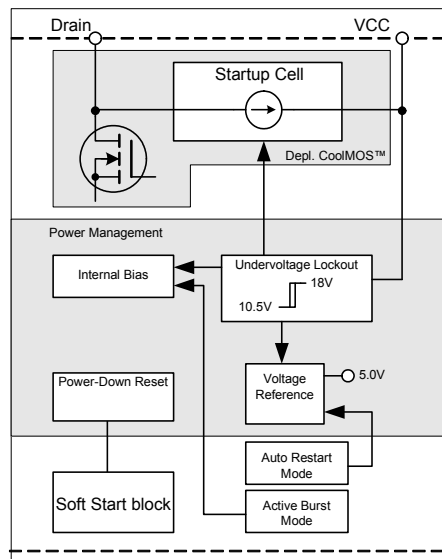 Drain
VCC
Startup Cell
Depl. CoolMOS™
Power Management
Internal Bias
Undervoltage Lockout
18V
10.5V
Power-Down Reset
Voltage
Reference
5.0V
Auto Restart
Mode
Soft Start block
Active Burst
Mode